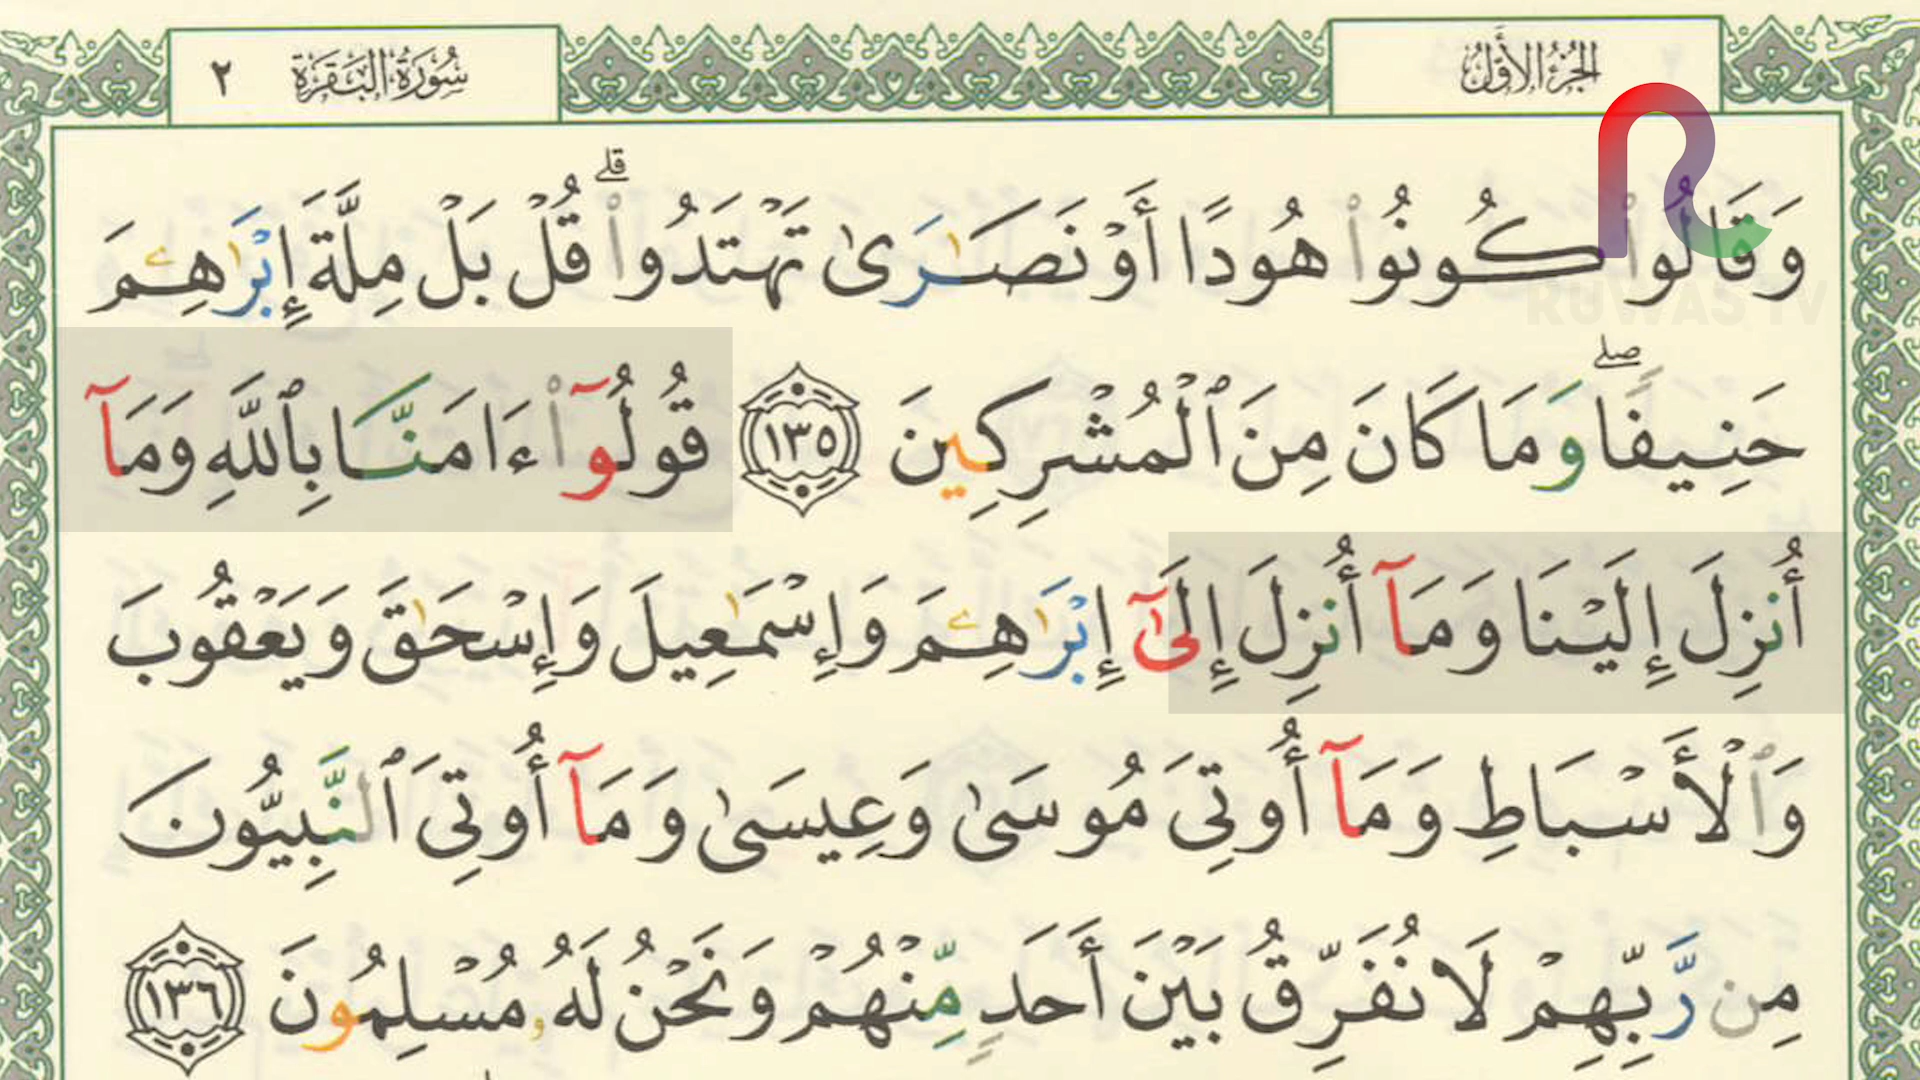 الجزء الأول
سورة البقرة ٢
وَقَالُوا۟ كُونُوا۟ هُودًا أَوْ نَصَـٰرَىٰ تَهْتَدُوا۟ ۗ قُلْ بَلْ مِلَّةَ إِبْرَٰهِـۧمَ
حَنِيفًا ۖ وَمَا كَانَ مِنَ ٱلْمُشْرِكِينَ ١٣٥ قُولُوٓا۟ ءَامَنَّا بِٱللَّهِ وَمَآ
أُنزِلَ إِلَيْنَا وَمَآ أُنزِلَ إِلَىٰٓ إِبْرَٰهِـۧمَ وَإِسْمَـٰعِيلَ وَإِسْحَـٰقَ وَيَعْقُوبَ
وَٱلْأَسْبَاطِ وَمَآ أُوتِىَ مُوسَىٰ وَعِيسَىٰ وَمَآ أُوتِىَ ٱلنَّبِيُّونَ
مِن رَّبِّهِمْ لَا نُفَرِّقُ بَيْنَ أَحَدٍ مِّنْهُمْ وَنَحْنُ لَهُۥ مُسْلِمُونَ ١٣٦
RUWAS TV